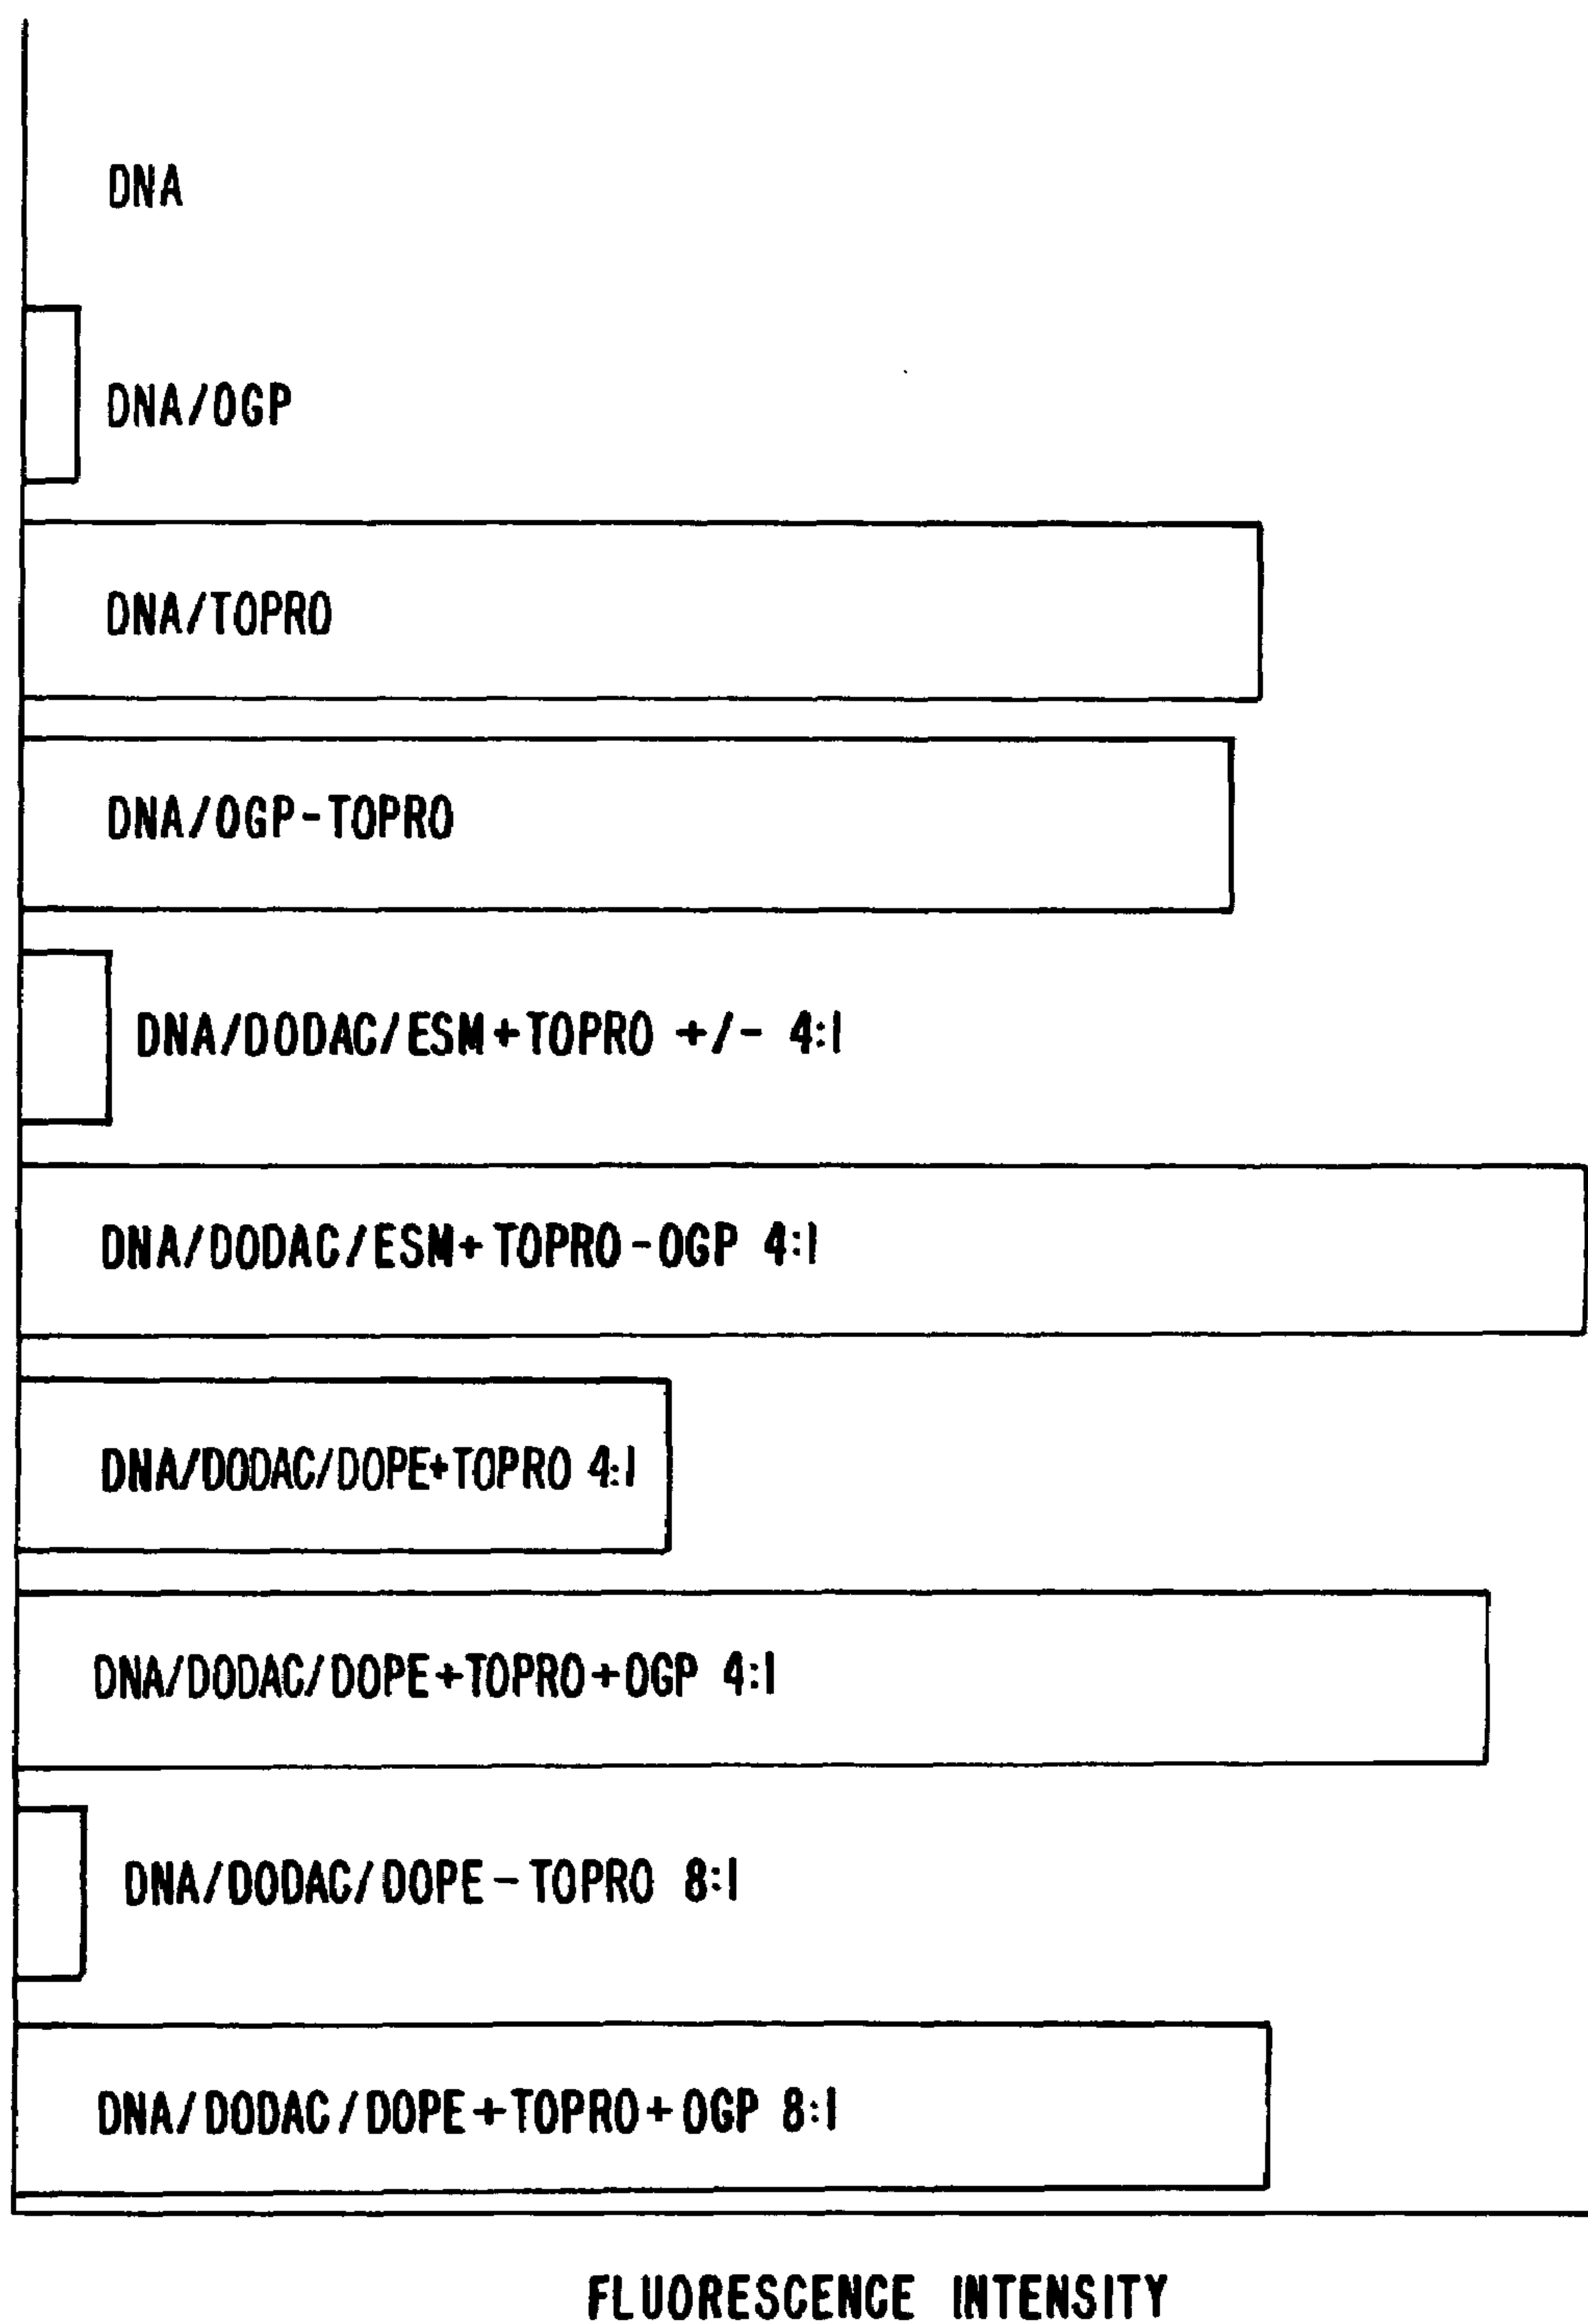 DNA
DNA/OGP
DNA/TOPRO
DNA/OGP-TOPRO
DNA/DODAC/ESM+TOPRO +/- 4:1
DNA/DODAC/ESM+TOPRO-OGP 4:1
DNA/DODAC/DOPE+TOPRO 4:1
DNA/DODAC/DOPE+TOPRO+OGP 4:1
DNA/DODAC/DOPE-TOPRO 8:1
DNA/DODAC/DOPE+TOPRO+OGP 8:1
FLUORESCENCE INTENSITY